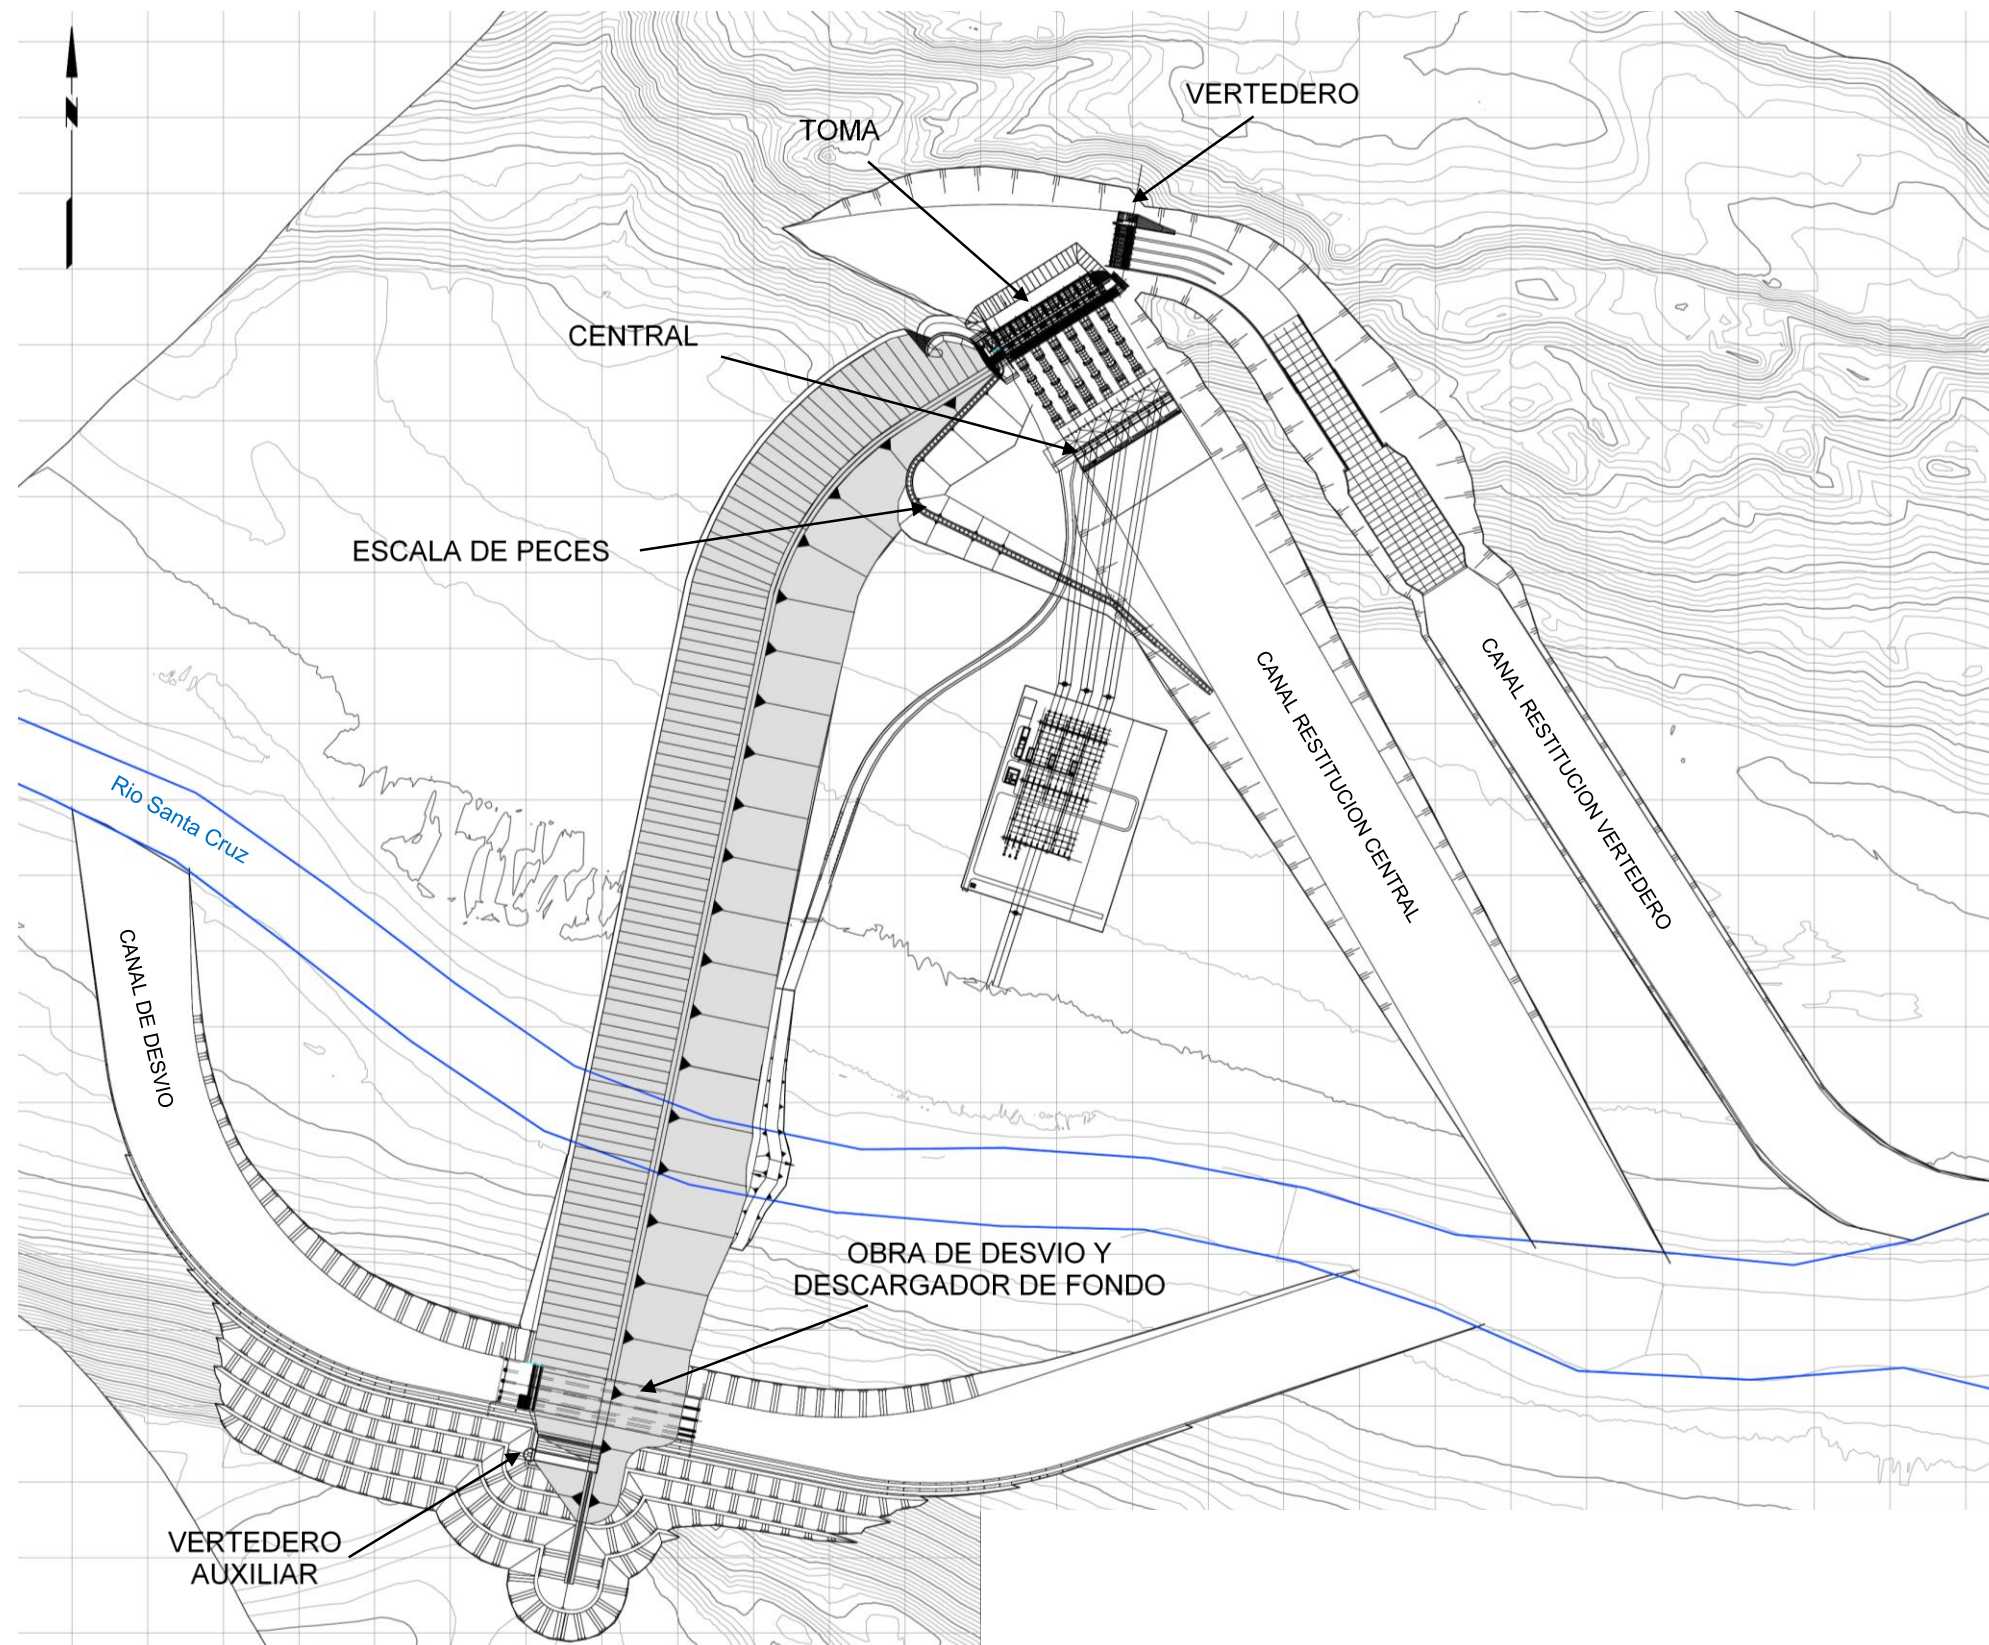 N
VERTEDERO
TOMA
CENTRAL
ESCALA DE PECES
CANAL RESTITUCION CENTRAL
CANAL RESTITUCION VERTEDERO
Rio Santa Cruz
CANAL DE DESVIO
OBRA DE DESVIO Y
DESCARGADOR DE FONDO
VERTEDERO
AUXILIAR